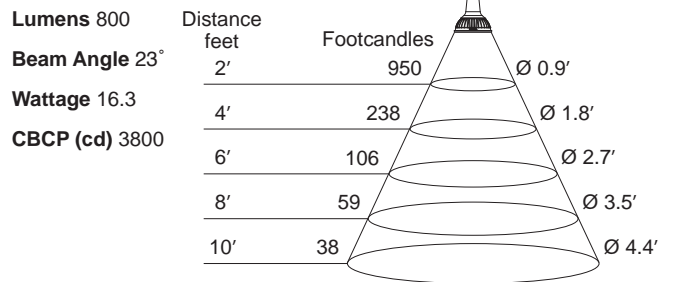 Lumens 800
Beam Angle 23˚
Wattage 16.3
CBCP (cd) 3800
Distance
feet
Footcandles
2′ 950 Ø 0.9′
4′ 238 Ø 1.8′
6′ 106 Ø 2.7′
8′ 59 Ø 3.5′
10′ 38 Ø 4.4′